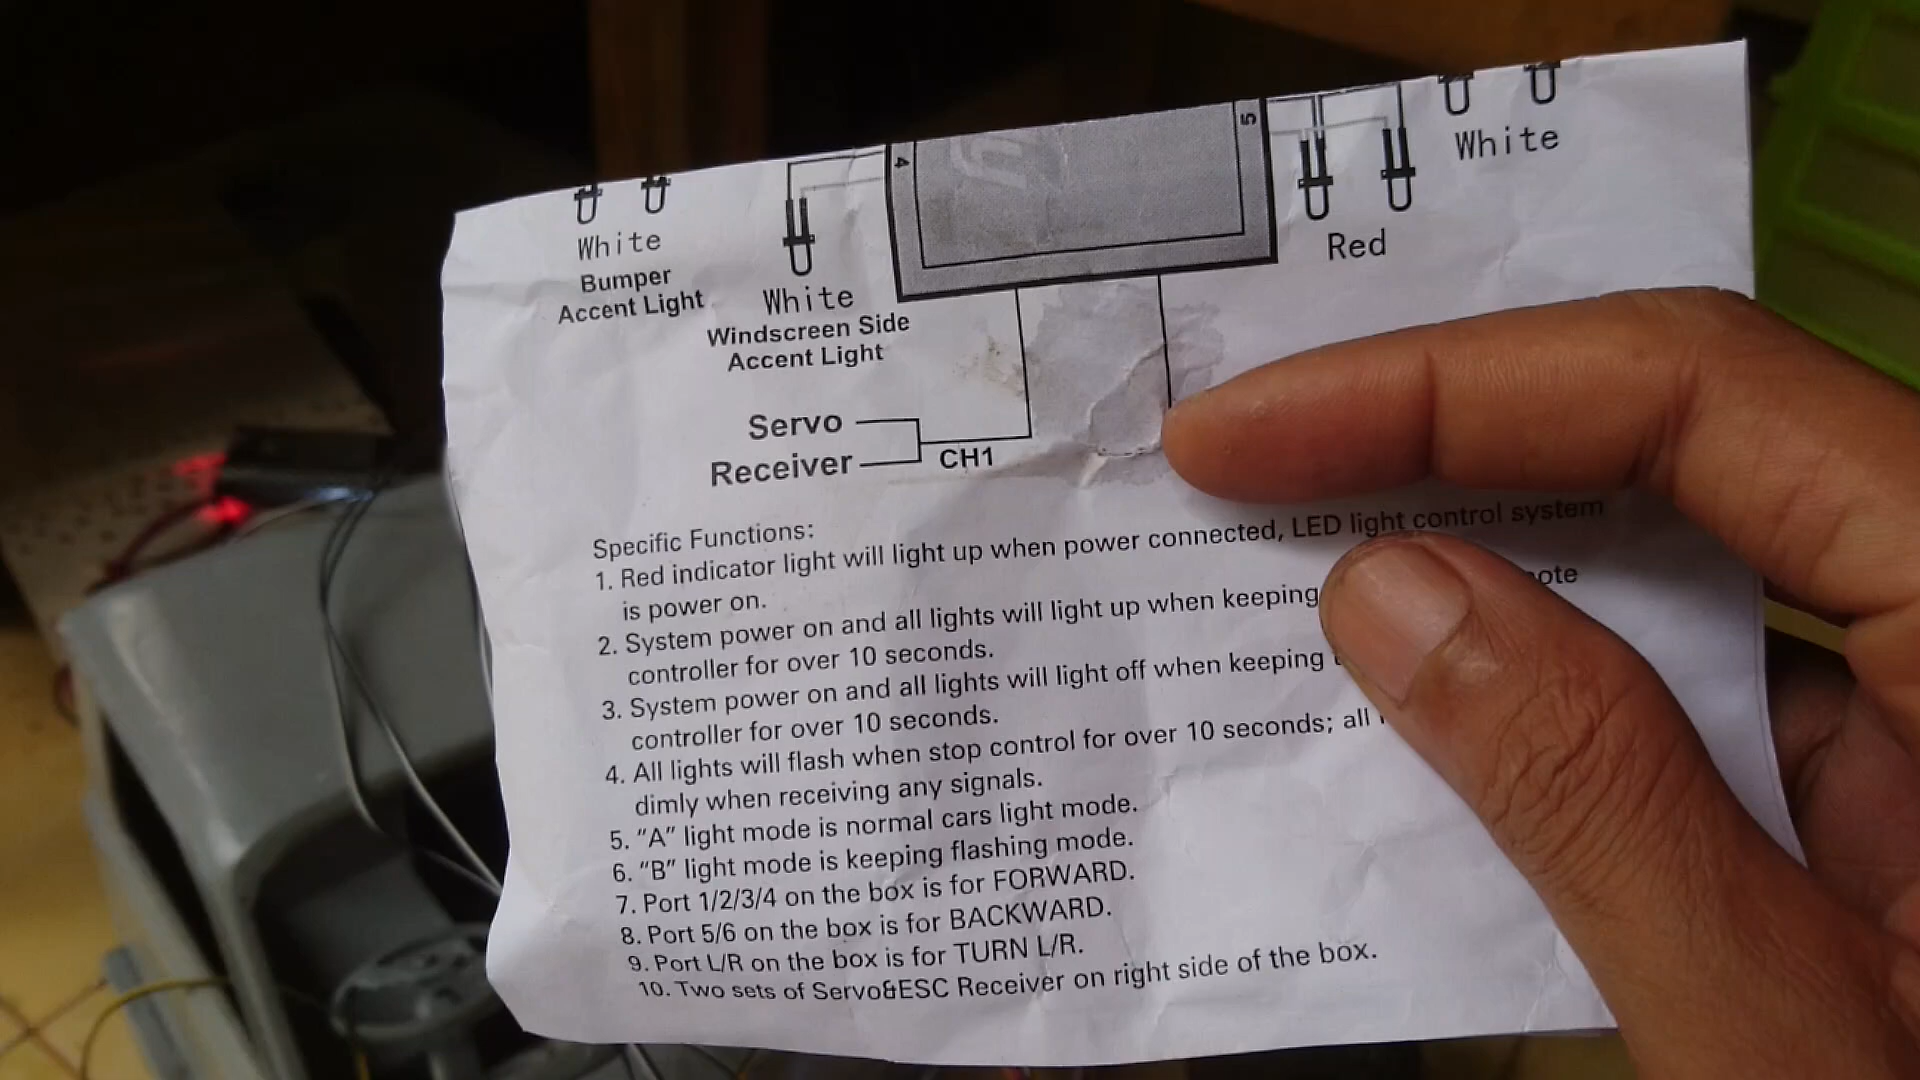 4
5
White
White
Bumper
Accent Light
White
Windscreen Side
Accent Light
Red
Servo
Receiver
CH1
Specific Functions:
1. Red indicator light will light up when power connected, LED light control system
is power on.
2. System power on and all lights will light up when keeping
controller for over 10 seconds.
3. System power on and all lights will light off when keeping
controller for over 10 seconds.
4. All lights will flash when stop control for over 10 seconds; all
dimly when receiving any signals.
5. “A” light mode is normal cars light mode.
6. “B” light mode is keeping flashing mode.
7. Port 1/2/3/4 on the box is for FORWARD.
8. Port 5/6 on the box is for BACKWARD.
9. Port L/R on the box is for TURN L/R.
10. Two sets of Servo&ESC Receiver on right side of the box.